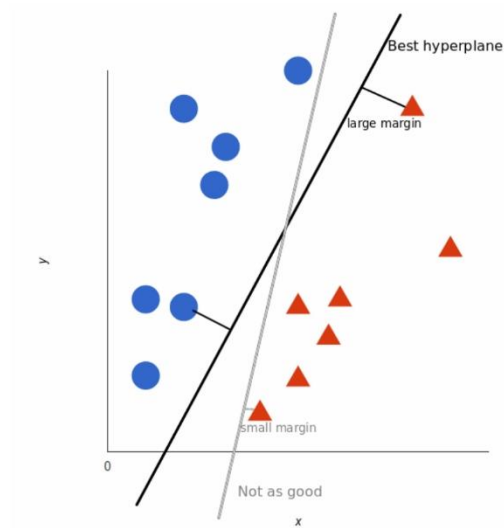 Best hyperplane
large margin
y
small margin
0
Not as good
x